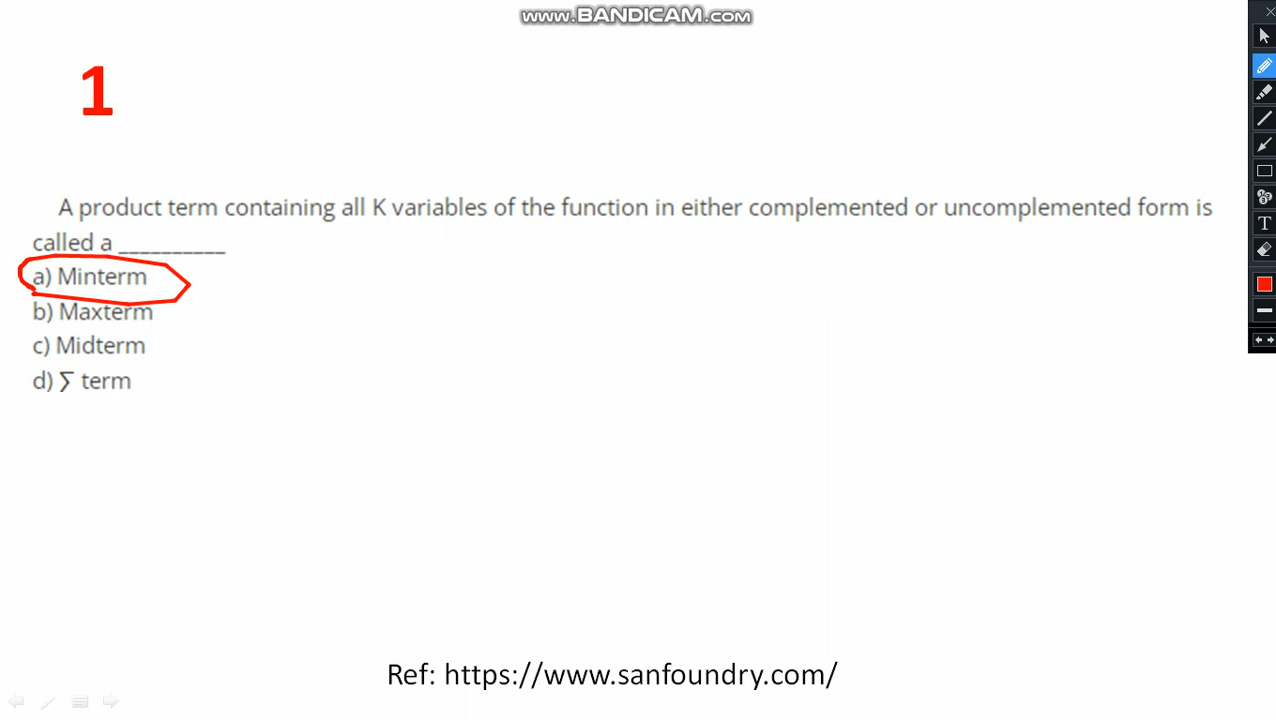 www.BANDICAM.com
1
A product term containing all K variables of the function in either complemented or uncomplemented form is
called a __________
a) Minterm
b) Maxterm
c) Midterm
d) ∑ term
Ref: https://www.sanfoundry.com/